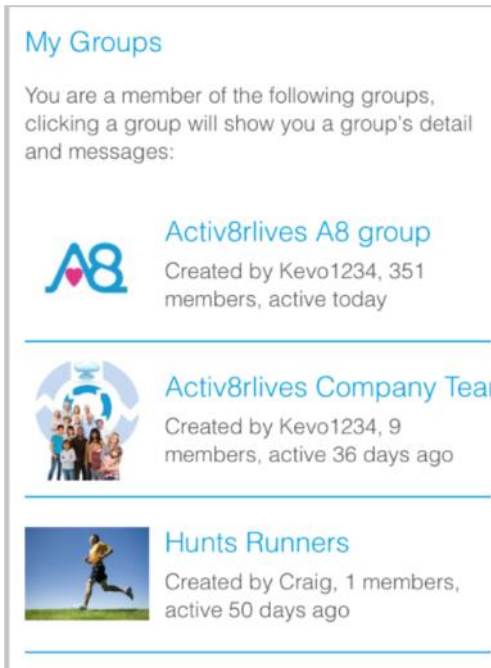 My Groups
You are a member of the following groups,
clicking a group will show you a group's detail
and messages:
A8
Activ8rlives A8 group
Created by Kevo1234, 351
members, active today
Activ8rlives Company
Created by Kevo1234, 9
members, active 36 days ago
Hunts Runners
Created by Craig, 1 members,
active 50 days ago